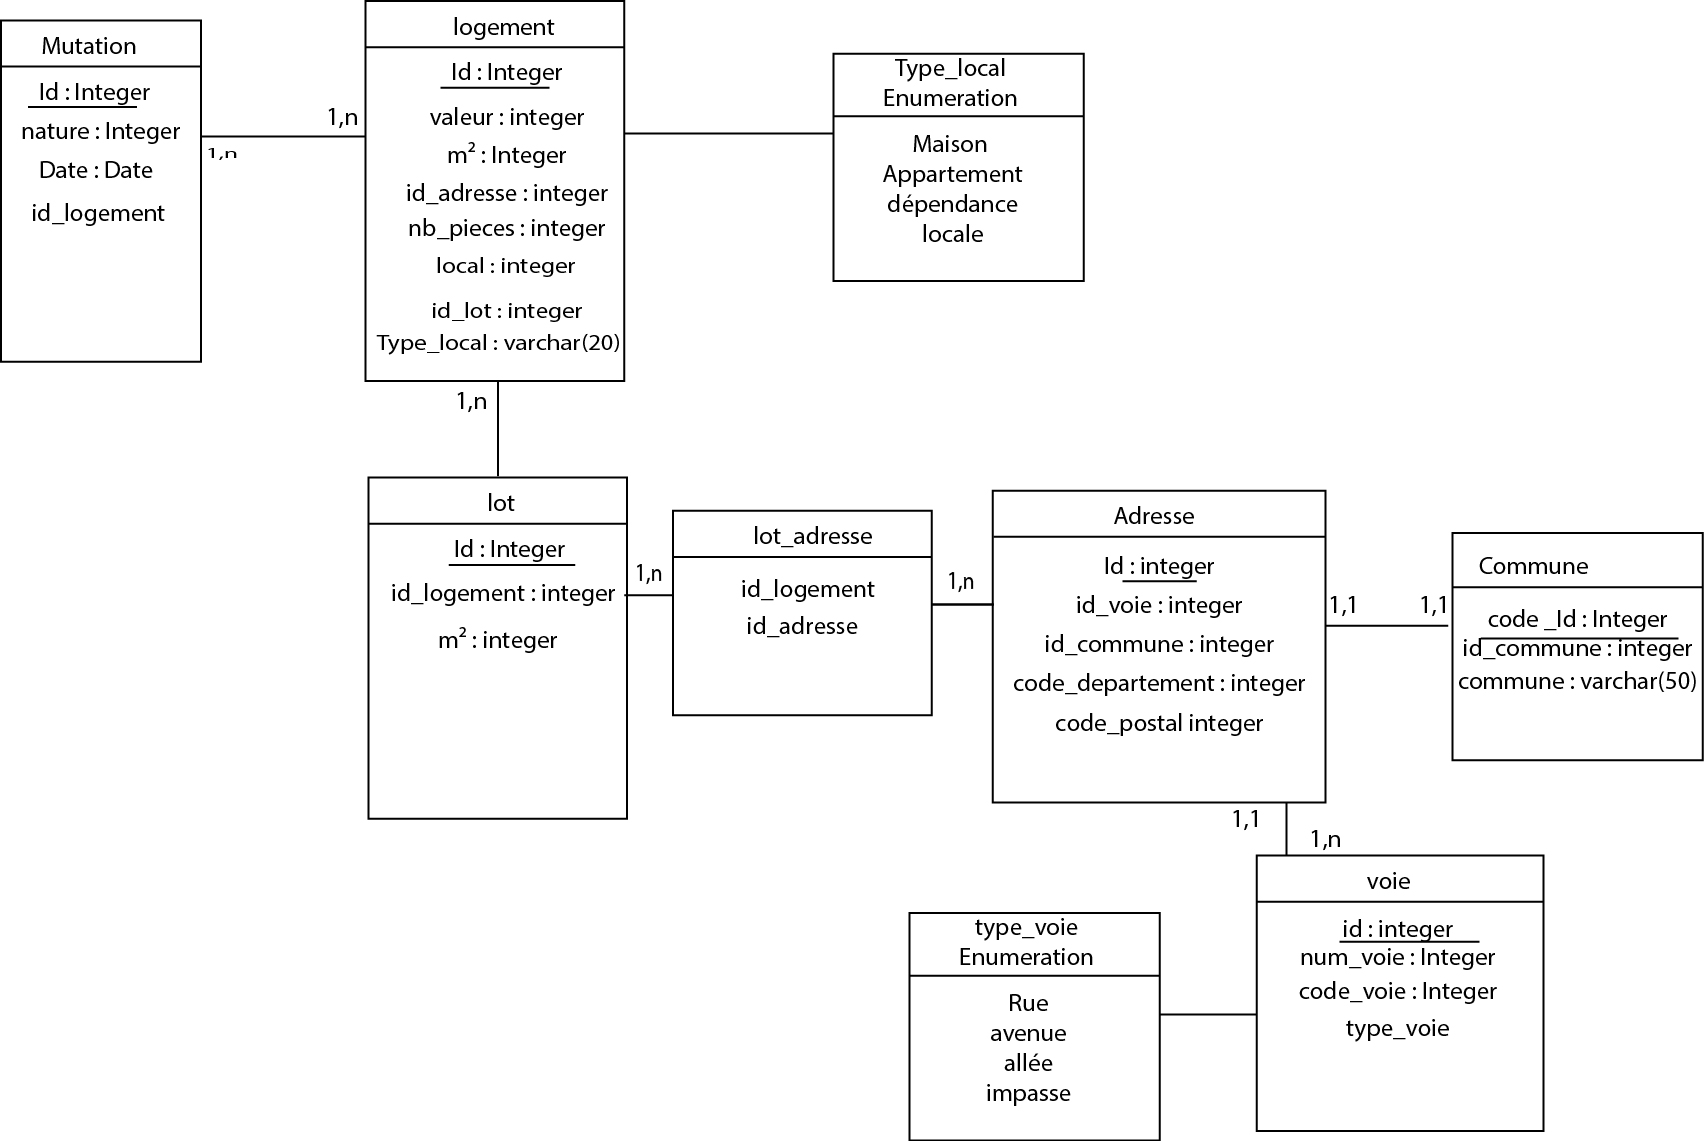 Mutation
Id : Integer
nature : Integer
Date : Date
id_logement
1,n
1,n
logement
Id : Integer
valeur : integer
m² : Integer
id_adresse : integer
nb_pieces : integer
local : integer
id_lot : integer
Type_local : varchar(20)
Type_local
Enumeration
Maison
Appartement
dépendance
locale
1,n
lot
Id : Integer
id_logement : integer
m² : integer
1,n
lot_adresse
id_logement
id_adresse
1,n
Adresse
Id : integer
id_voie : integer
id_commune : integer
code_departement : integer
code_postal integer
1,1
1,1
Commune
code _Id : Integer
id_commune : integer
commune : varchar(50)
1,1
1,n
voie
id : integer
num_voie : Integer
code_voie : Integer
type_voie
type_voie
Enumeration
Rue
avenue
allée
impasse